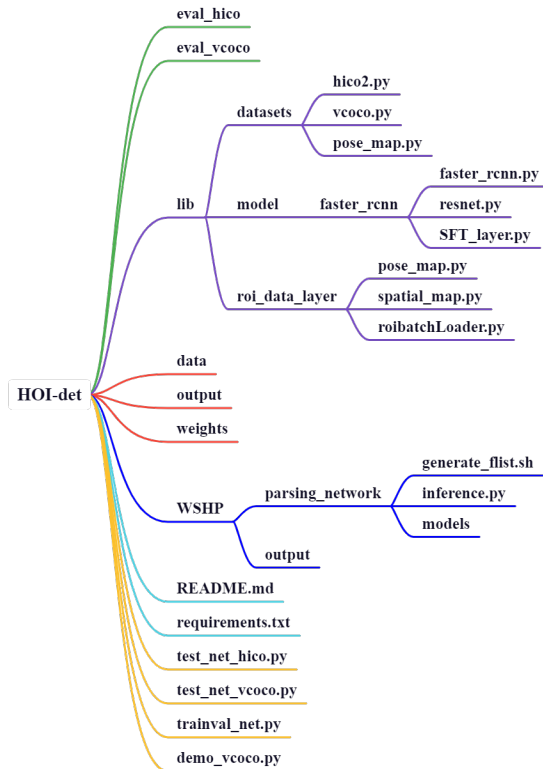 eval_hico
eval_vcoco
hico2.py
datasets
vcoco.py
pose_map.py
faster_rcnn.py
lib
model
faster_rcnn
resnet.py
SFT_layer.py
pose_map.py
roi_data_layer
spatial_map.py
roibatchLoader.py
data
HOI-det
output
weights
generate_flist.sh
parsing_network
inference.py
WSHP
models
output
README.md
requirements.txt
test_net_hico.py
test_net_vcoco.py
trainval_net.py
demo_vcoco.py